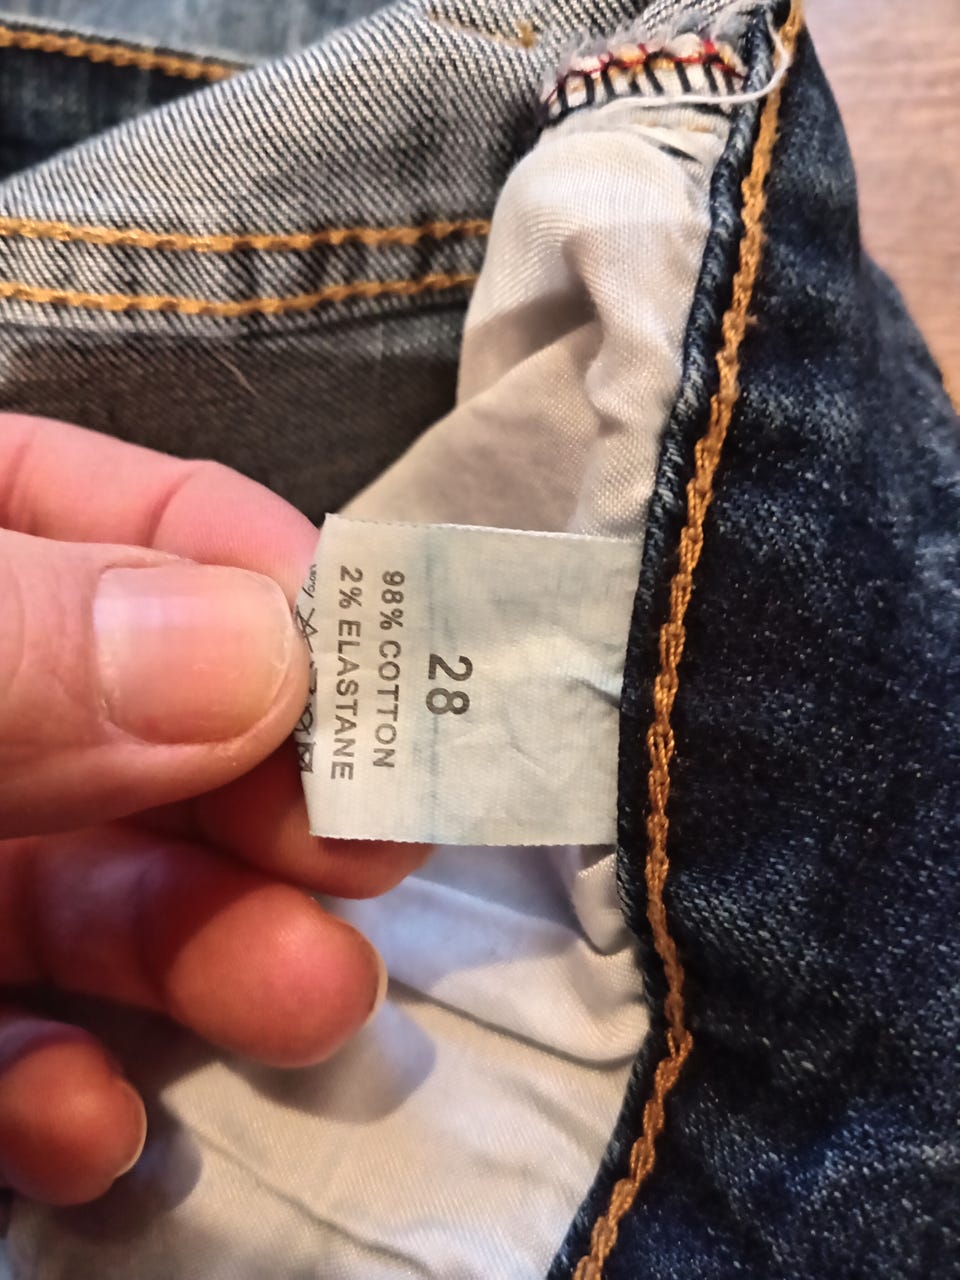 28
98% COTTON
2% ELASTANE